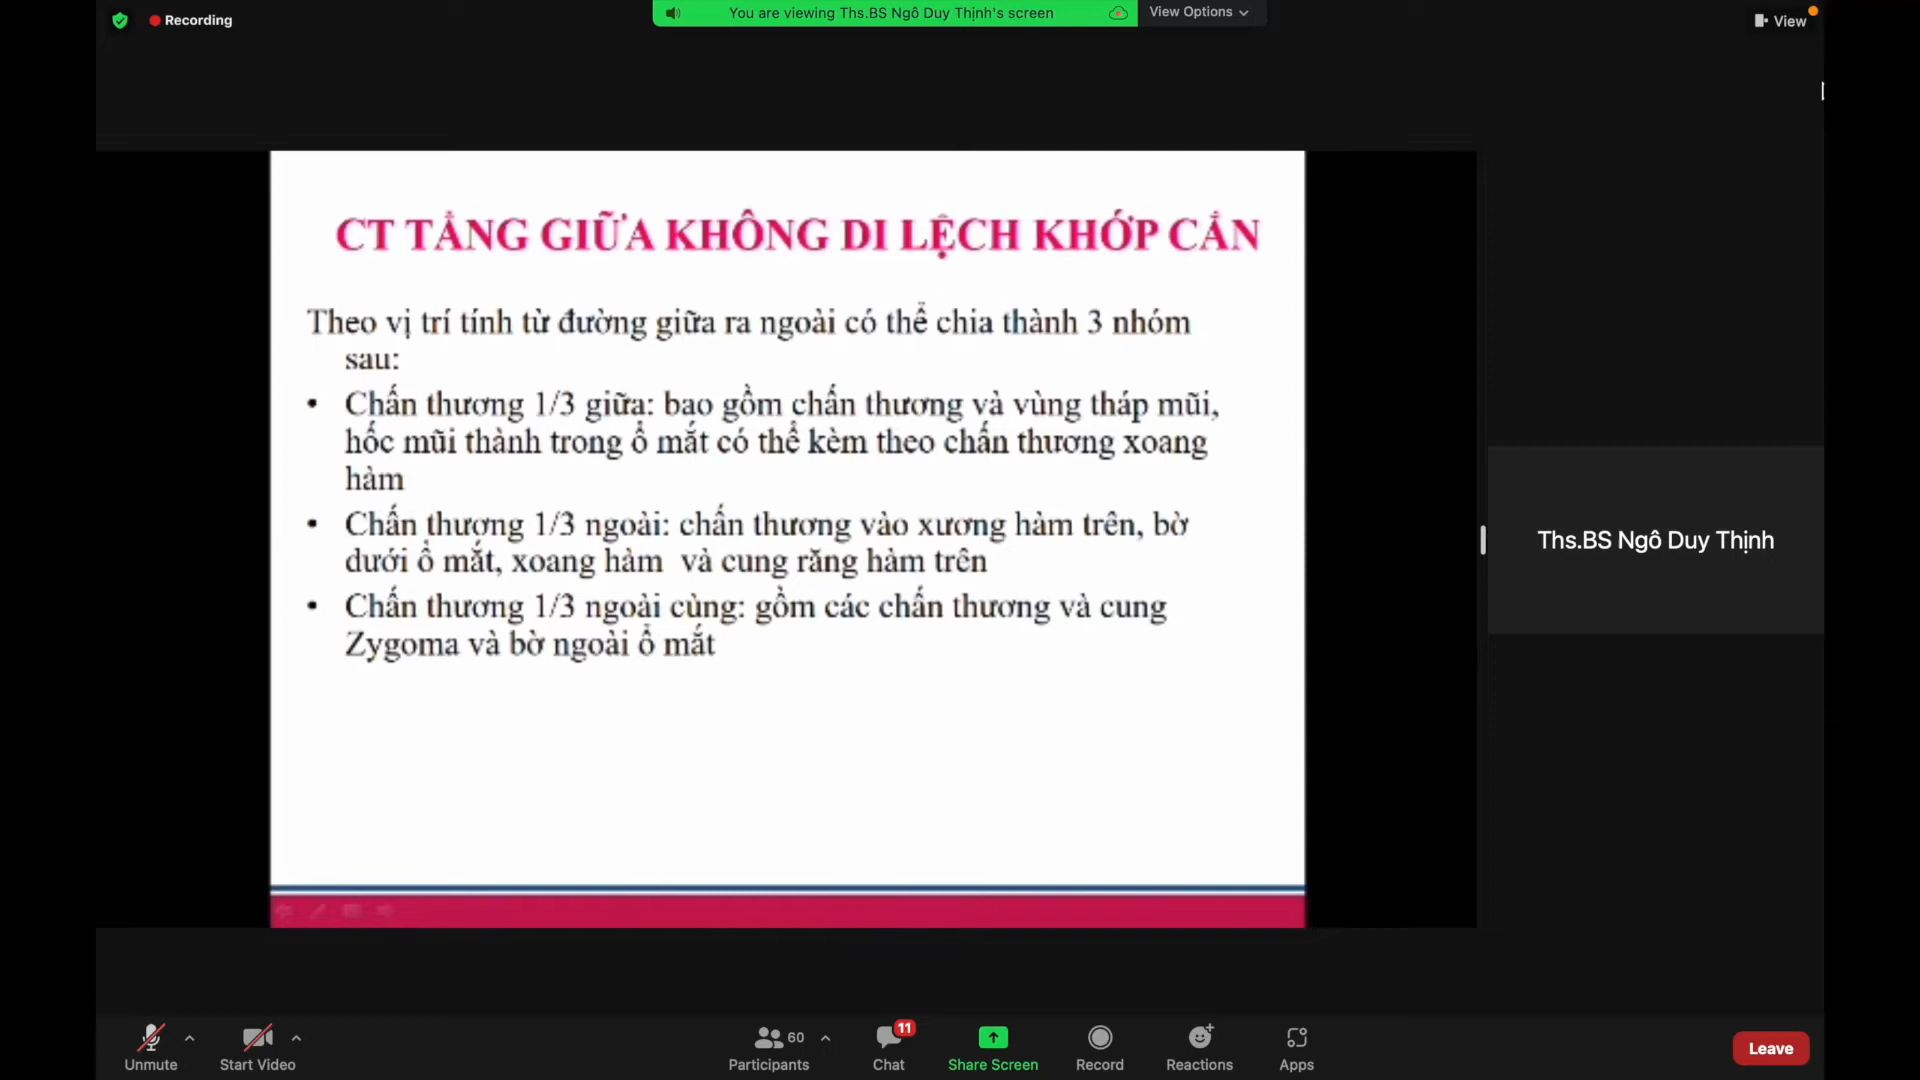 Recording
You are viewing Ths.BS Ngô Duy Thịnh's screen
View Options
View
CT TẦNG GIỮA KHÔNG DI LỆCH KHỚP CẮN
Theo vị trí tính từ đường giữa ra ngoài có thể chia thành 3 nhóm
sau:
• Chấn thương 1/3 giữa: bao gồm chấn thương và vùng tháp mũi,
hốc mũi thành trong ổ mắt có thể kèm theo chấn thương xoang
hàm
• Chấn thương 1/3 ngoài: chấn thương vào xương hàm trên, bờ
dưới ổ mắt, xoang hàm và cung răng hàm trên
• Chấn thương 1/3 ngoài cùng: gồm các chấn thương và cung
Zygoma và bờ ngoài ổ mắt
Ths.BS Ngô Duy Thịnh
Unmute
Start Video
60
Participants
11
Chat
Share Screen
Record
Reactions
Apps
Leave